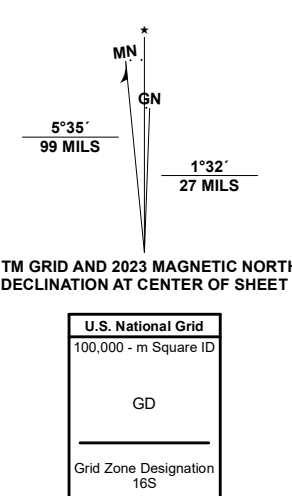 ★
MN
GN
5°35´
99 MILS
1°32´
27 MILS
TM GRID AND 2023 MAGNETIC NORTH
DECLINATION AT CENTER OF SHEET
U.S. National Grid
100,000 - m Square ID
GD
Grid Zone Designation
16S